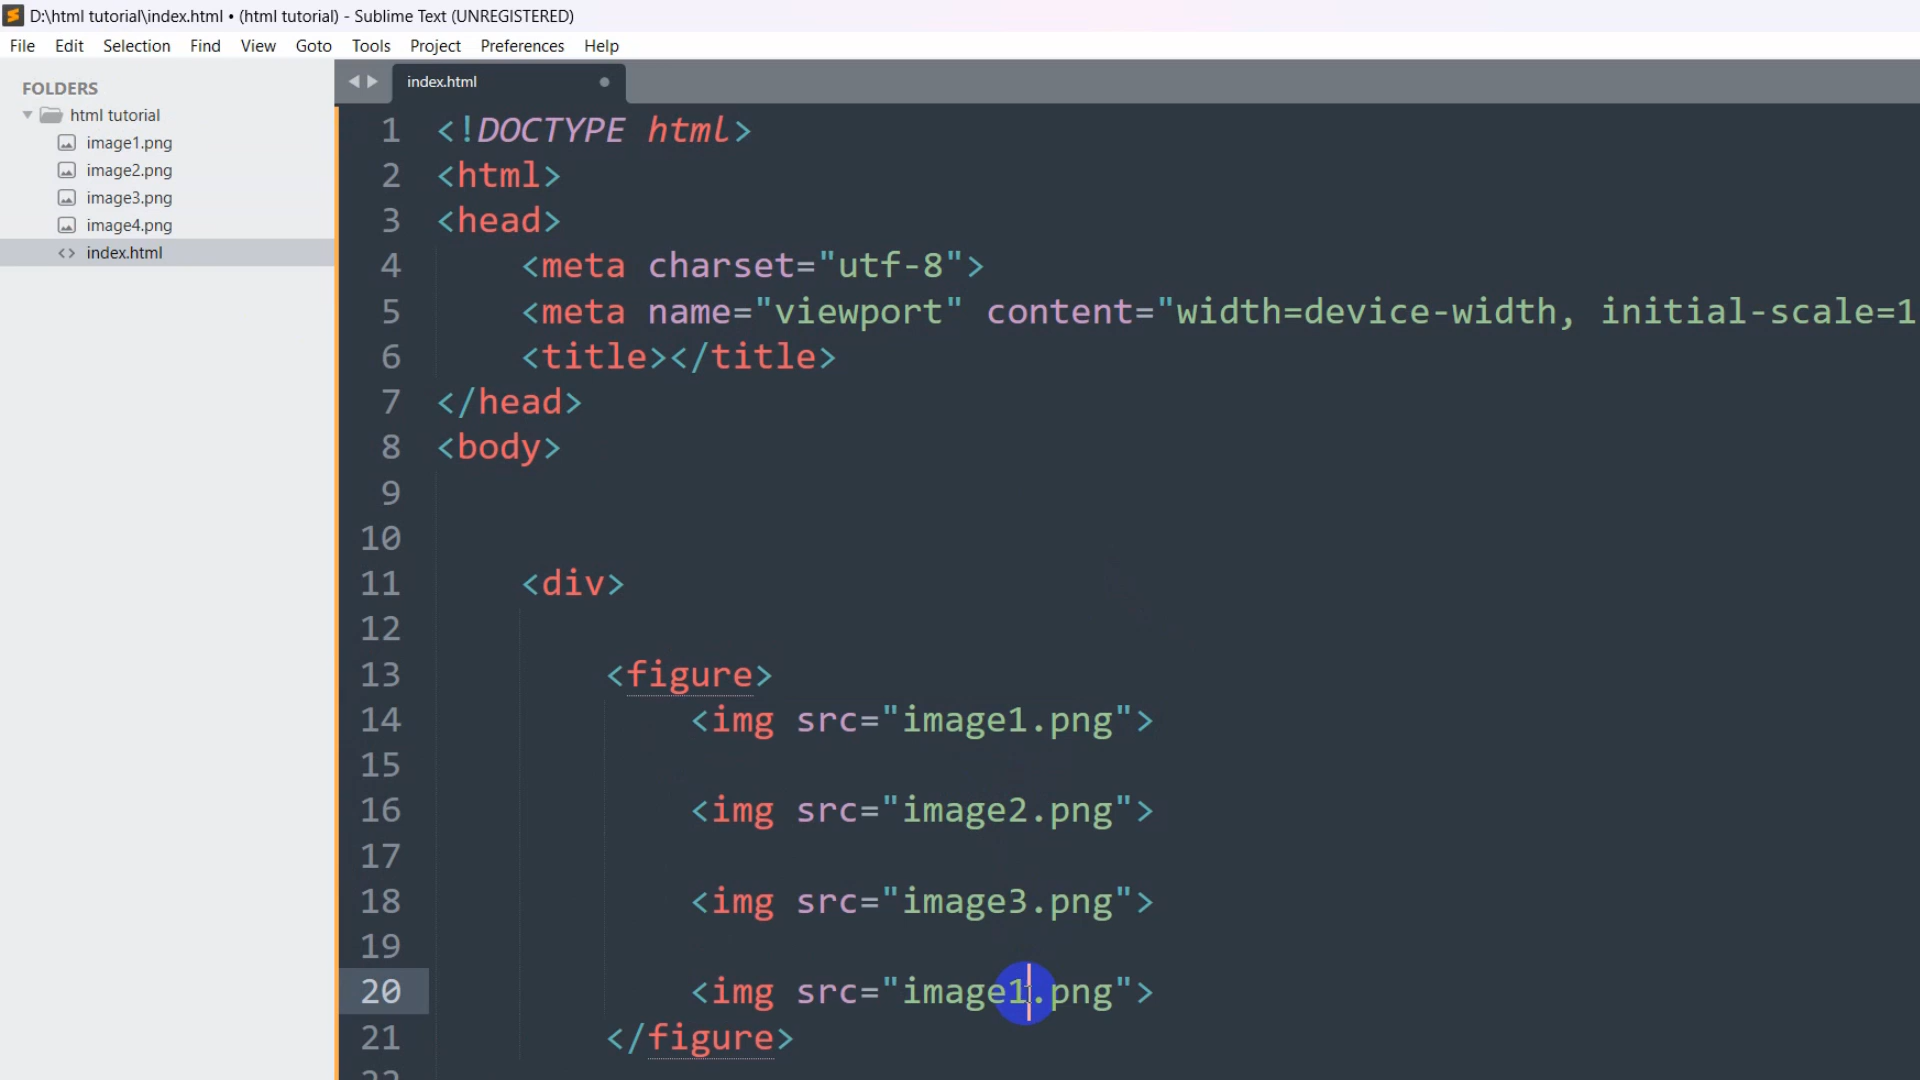 D:\html tutorial\index.html • (html tutorial) - Sublime Text (UNREGISTERED)
File Edit Selection Find View Goto Tools Project Preferences Help
FOLDERS
html tutorial
image1.png
image2.png
image3.png
image4.png
index.html
index.html
1 <!DOCTYPE html>
2 <html>
3 <head>
4 <meta charset="utf-8">
5 <meta name="viewport" content="width=device-width, initial-scale=1
6 <title></title>
7 </head>
8 <body>
9
10
11 <div>
12
13 <figure>
14 <img src="image1.png">
15
16 <img src="image2.png">
17
18 <img src="image3.png">
19
20 <img src="image1.png">
21 </figure>
22